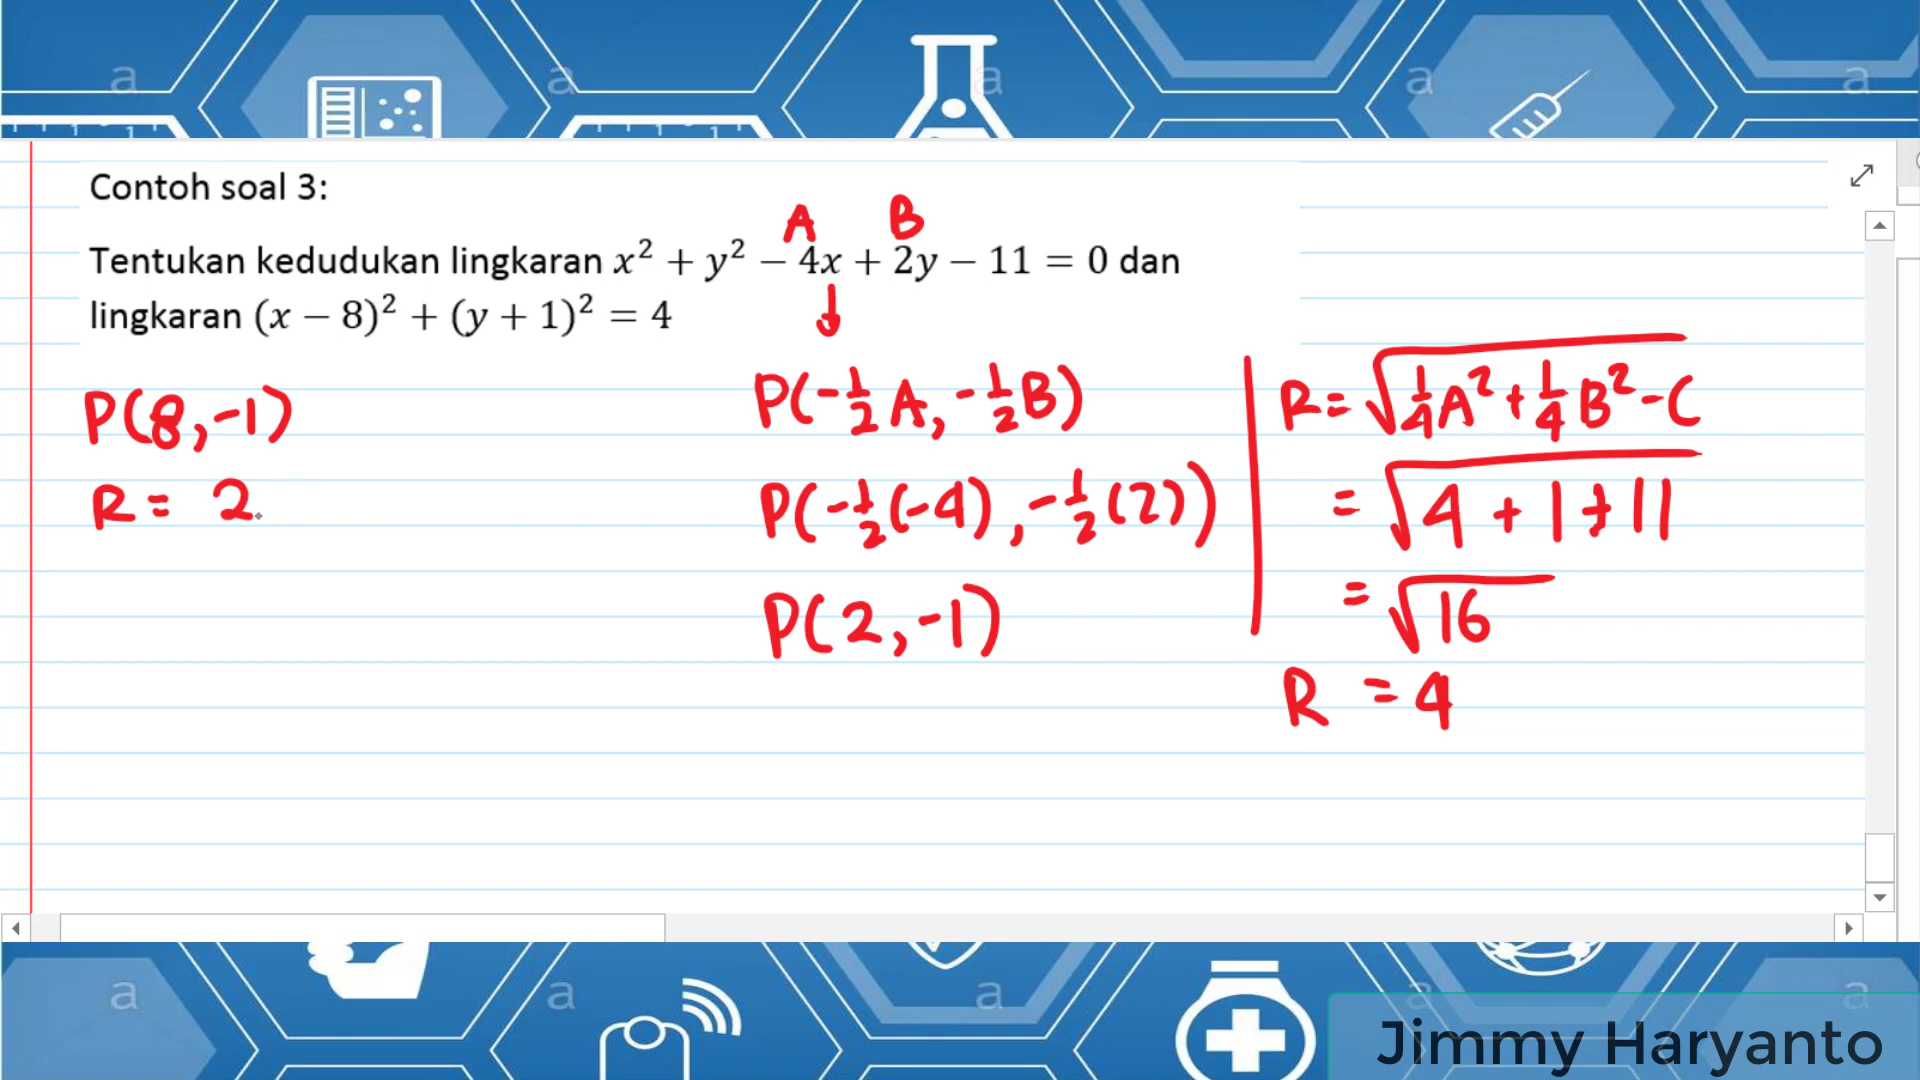 Contoh soal 3:
A B
Tentukan kedudukan lingkaran x² + y² − 4x + 2y − 11 = 0 dan
lingkaran (x − 8)² + (y + 1)² = 4
P(8,-1)
R = 2
P(-½A, -½B)
P(-½(-4), -½(2))
P(2,-1)
R = √(¼A² + ¼B² - C)
= √(4 + 1 + 11)
= √16
R = 4
a a a a a
a a a a a
Jimmy Haryanto